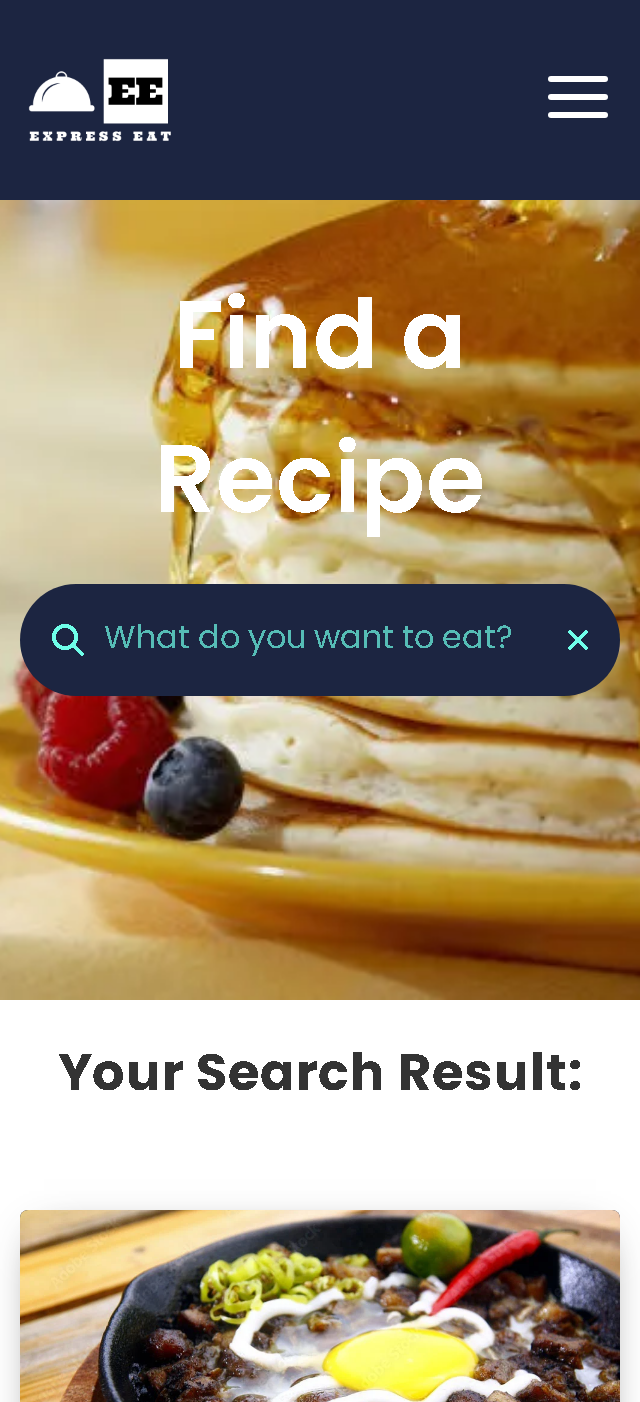 EE
EXPRESS EAT
Find a
Recipe
What do you want to eat?
Your Search Result: